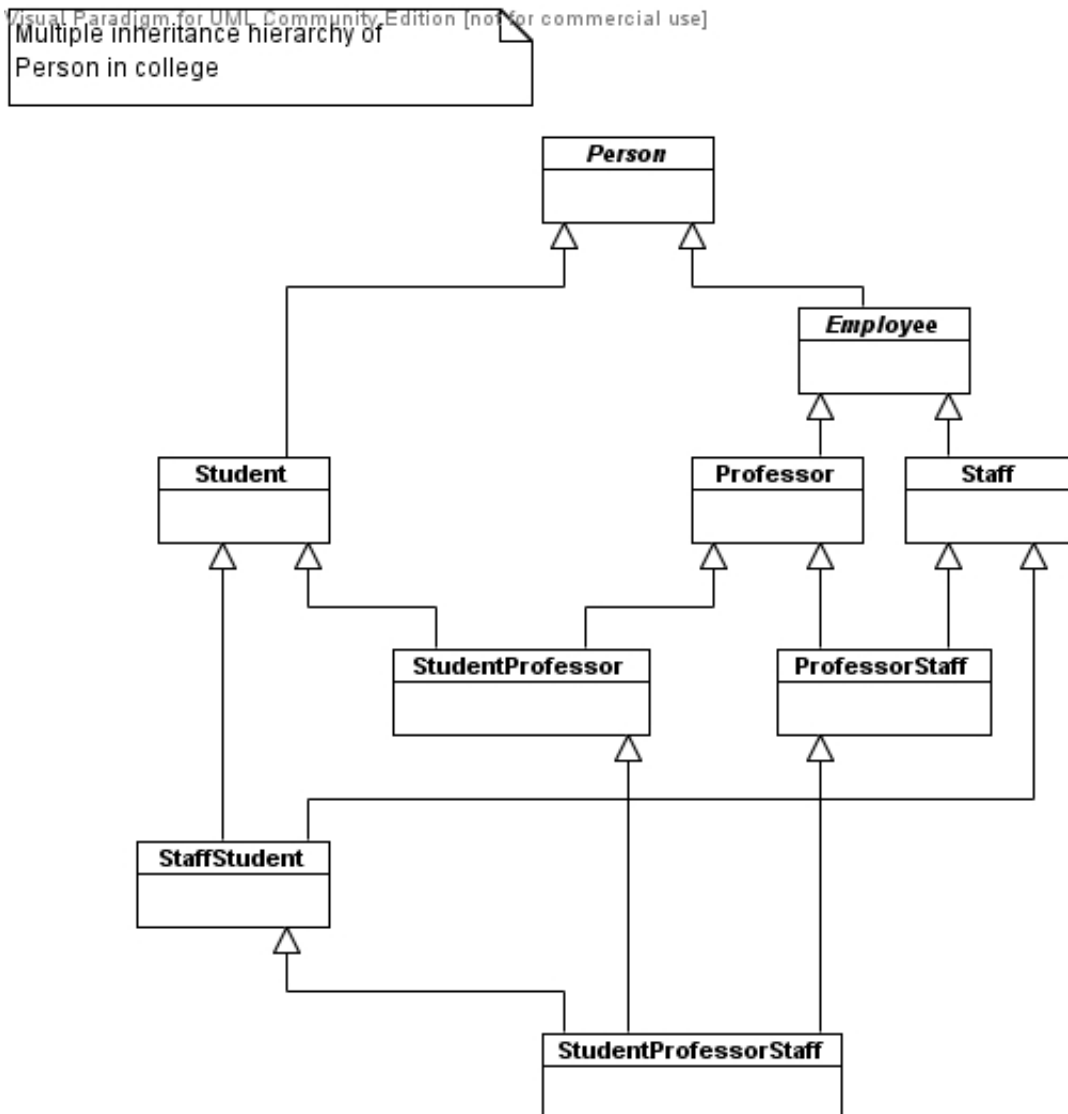 Visual Paradigm for UML Community Edition [not for commercial use]
Multiple inheritance hierarchy of
Person in college
Person
Employee
Student
Professor
Staff
StudentProfessor
ProfessorStaff
StaffStudent
StudentProfessorStaff